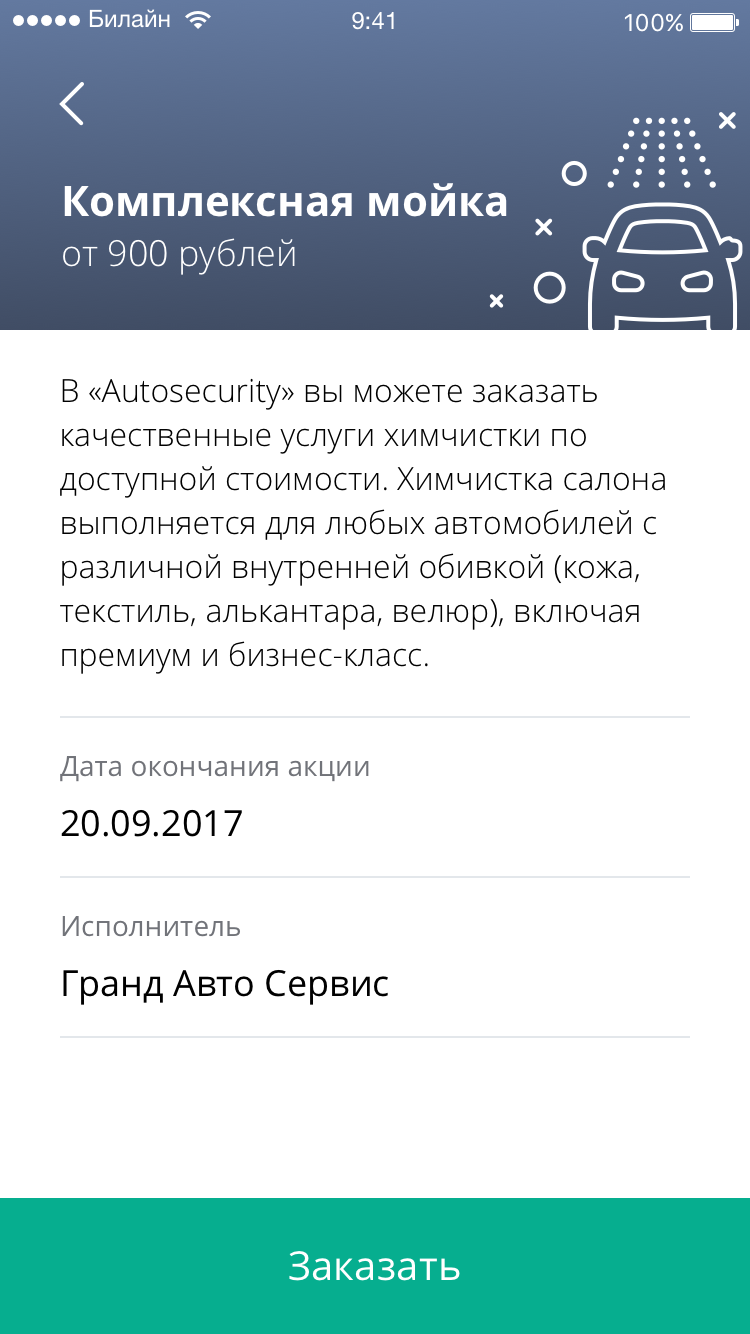 Билайн 9:41 100%
Комплексная мойка
от 900 рублей
В «Autosecurity» вы можете заказать
качественные услуги химчистки по
доступной стоимости. Химчистка салона
выполняется для любых автомобилей с
различной внутренней обивкой (кожа,
текстиль, алькантара, велюр), включая
премиум и бизнес-класс.
Дата окончания акции
20.09.2017
Исполнитель
Гранд Авто Сервис
Заказать